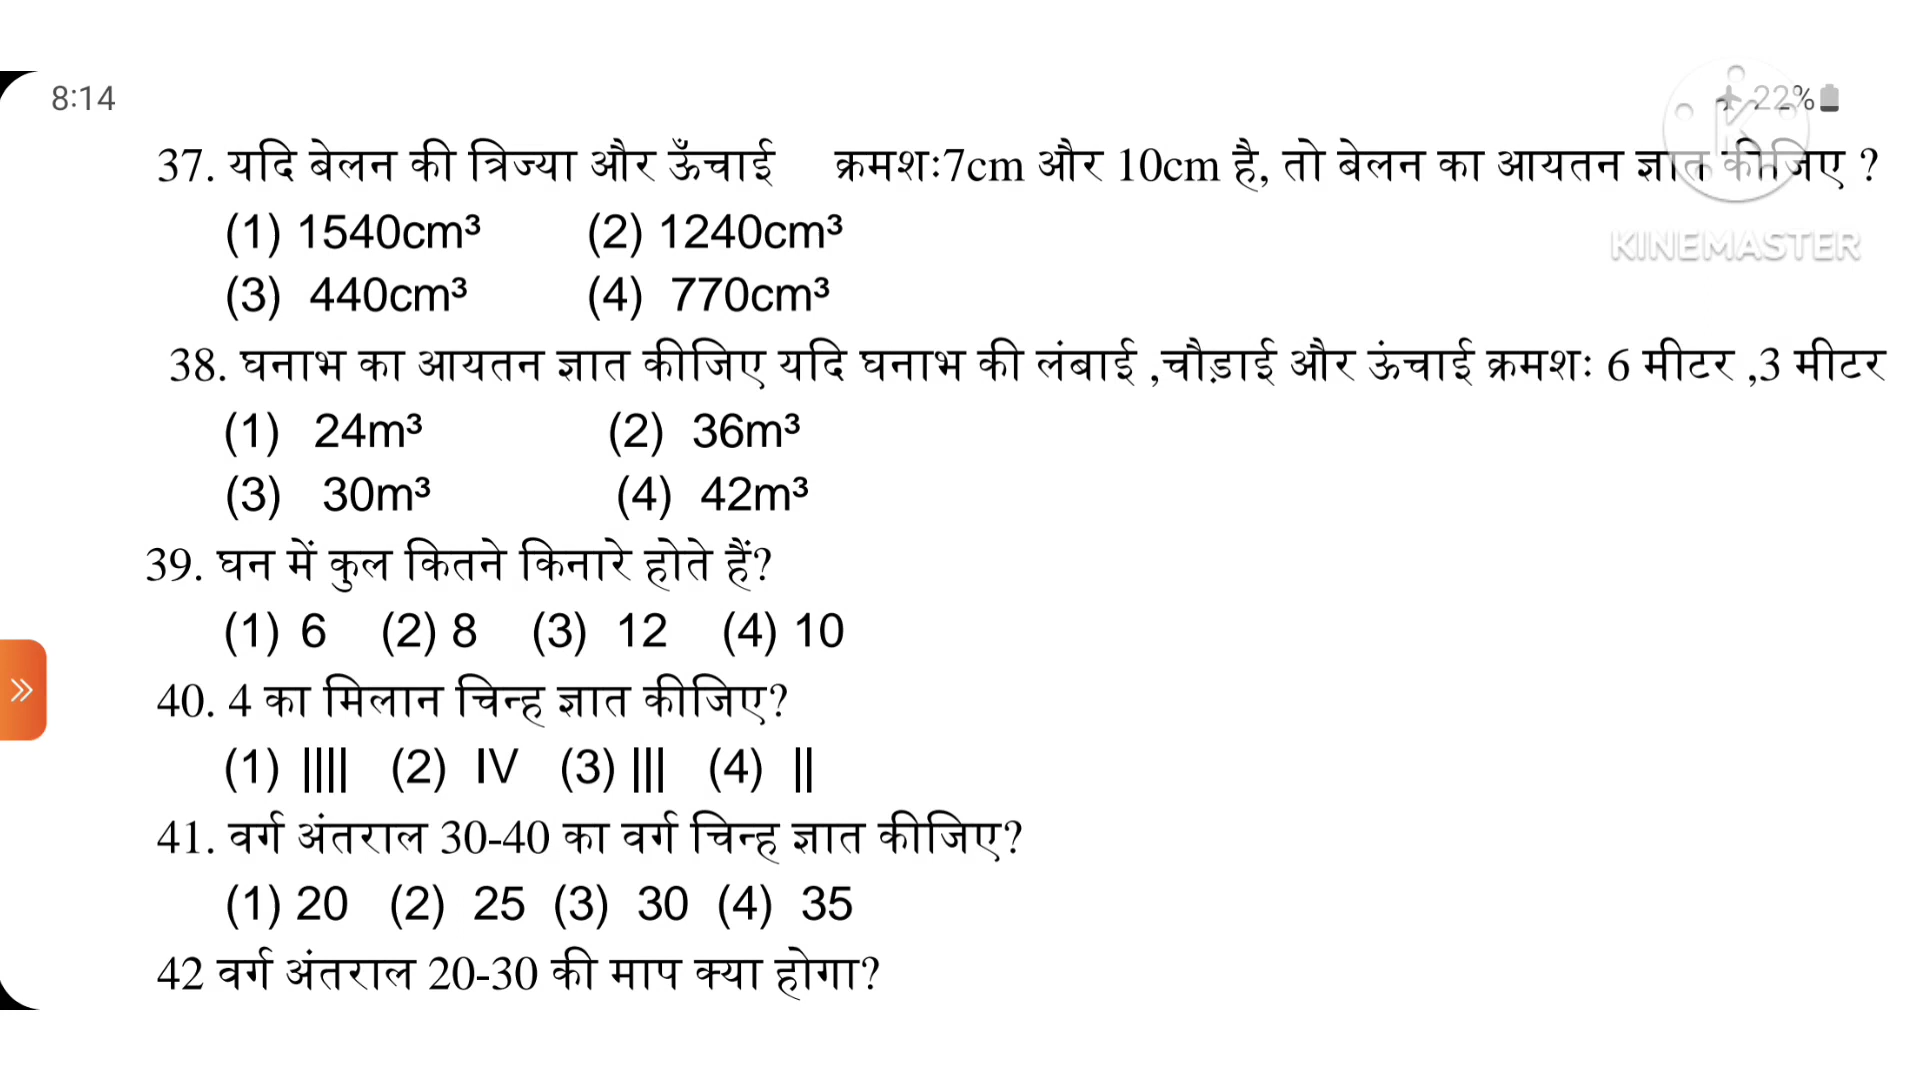 8:14
22%
37. यदि बेलन की त्रिज्या और ऊँचाई क्रमश:7cm और 10cm है, तो बेलन का आयतन ज्ञात कीजिए ?
(1) 1540cm³ (2) 1240cm³
KINEMASTER
(3) 440cm³ (4) 770cm³
38. घनाभ का आयतन ज्ञात कीजिए यदि घनाभ की लंबाई ,चौड़ाई और ऊंचाई क्रमशः 6 मीटर ,3 मीटर
(1) 24m³ (2) 36m³
(3) 30m³ (4) 42m³
39. घन में कुल कितने किनारे होते हैं?
(1) 6 (2) 8 (3) 12 (4) 10
40. 4 का मिलान चिन्ह ज्ञात कीजिए?
(1) |||| (2) IV (3) ||| (4) ||
41. वर्ग अंतराल 30-40 का वर्ग चिन्ह ज्ञात कीजिए?
(1) 20 (2) 25 (3) 30 (4) 35
42 वर्ग अंतराल 20-30 की माप क्या होगा?